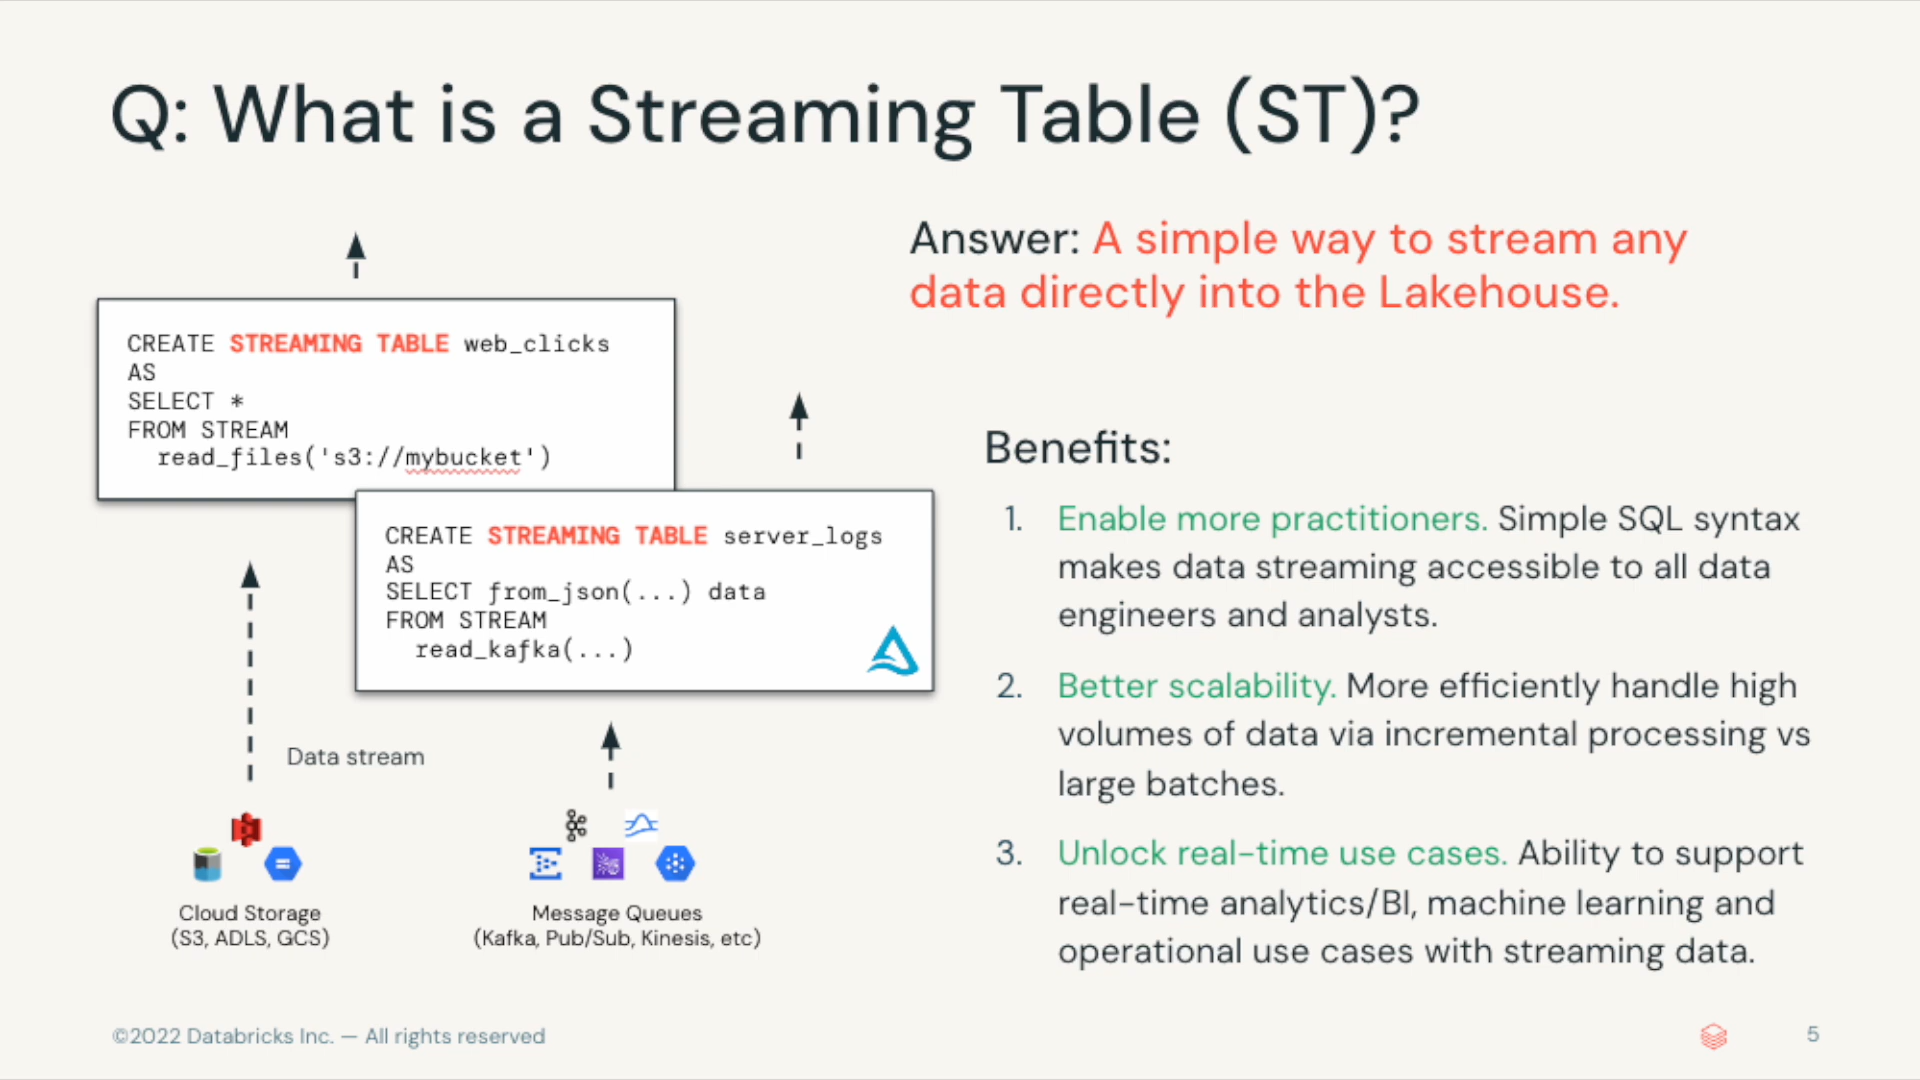 Q: What is a Streaming Table (ST)?
Answer: A simple way to stream any
data directly into the Lakehouse.
CREATE STREAMING TABLE web_clicks
AS
SELECT *
FROM STREAM
read_files('s3://mybucket')
CREATE STREAMING TABLE server_logs
AS
SELECT from_json(...) data
FROM STREAM
read_kafka(...)
Data stream
Cloud Storage
(S3, ADLS, GCS)
Message Queues
(Kafka, Pub/Sub, Kinesis, etc)
Benefits:
1. Enable more practitioners. Simple SQL syntax
makes data streaming accessible to all data
engineers and analysts.
2. Better scalability. More efficiently handle high
volumes of data via incremental processing vs
large batches.
3. Unlock real-time use cases. Ability to support
real-time analytics/BI, machine learning and
operational use cases with streaming data.
©2022 Databricks Inc. — All rights reserved
5